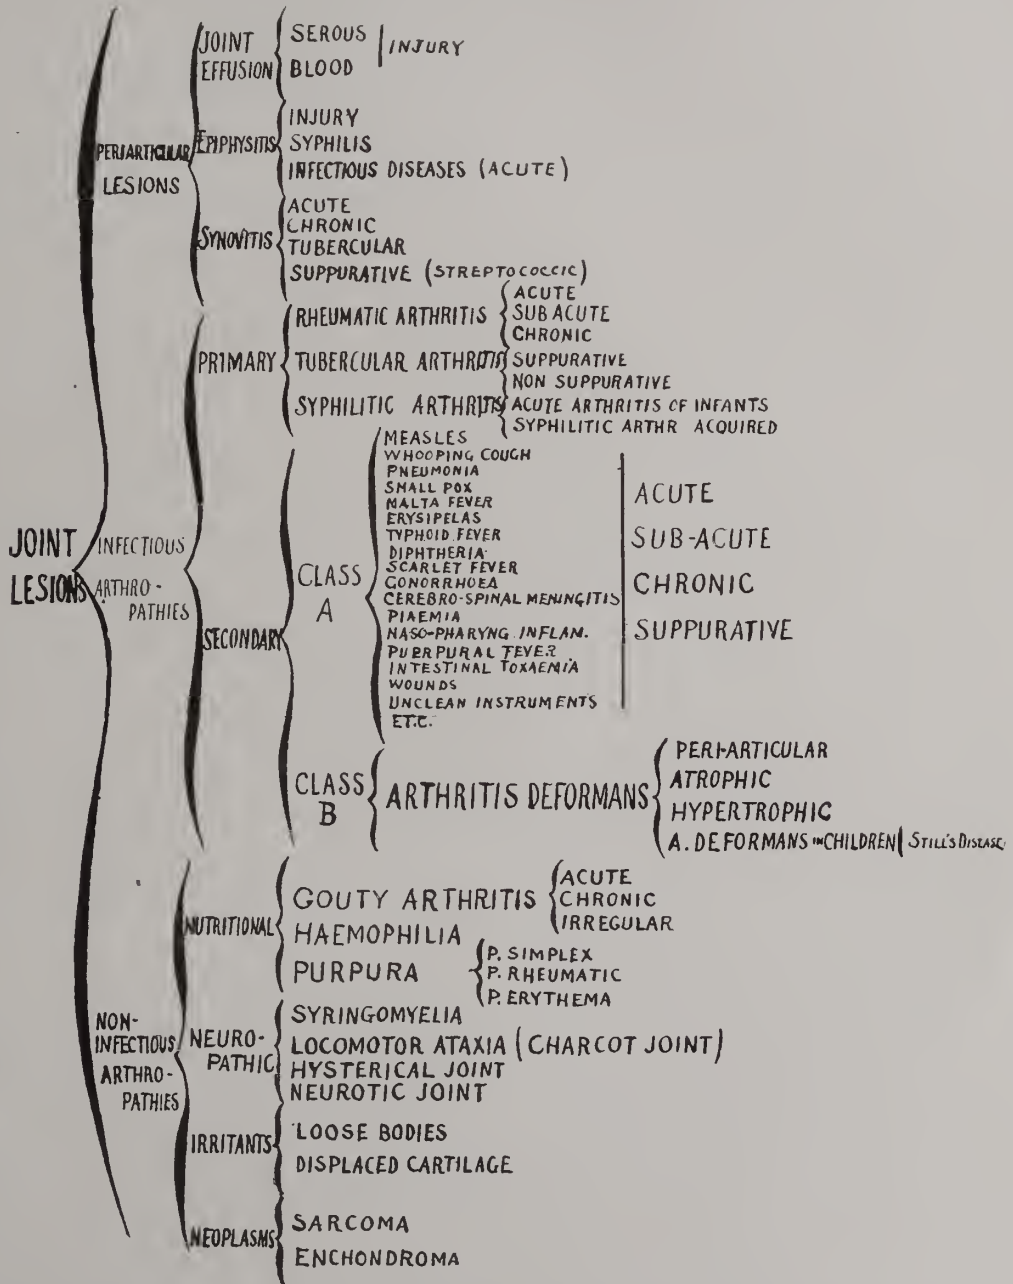 JOINT
LESIONS
PERIARTICULAR
LESIONS
JOINT
EFFUSION
SEROUS
BLOOD
INJURY
EPIPHYSITIS
INJURY
SYPHILIS
INFECTIOUS DISEASES (ACUTE)
SYNOVITIS
ACUTE
CHRONIC
TUBERCULAR
SUPPURATIVE (STREPTOCOCCIC)
INFECTIOUS
ARTHRO-
PATHIES
PRIMARY
RHEUMATIC ARTHRITIS
ACUTE
SUB ACUTE
CHRONIC
TUBERCULAR ARTHRITIS
SUPPURATIVE
NON SUPPURATIVE
SYPHILITIC ARTHRITIS
ACUTE ARTHRITIS OF INFANTS
SYPHILITIC ARTHR ACQUIRED
SECONDARY
CLASS
A
MEASLES
WHOOPING COUGH
PNEUMONIA
SMALL POX
MALTA FEVER
ERYSIPELAS
TYPHOID FEVER
DIPHTHERIA
SCARLET FEVER
GONORRHOEA
CEREBRO-SPINAL MENINGITIS
PIAEMIA
NASO-PHARYNG. INFLAM.
PUERPURAL FEVER
INTESTINAL TOXAEMIA
WOUNDS
UNCLEAN INSTRUMENTS
ETC.
ACUTE
SUB-ACUTE
CHRONIC
SUPPURATIVE
CLASS
B
ARTHRITIS DEFORMANS
PERI-ARTICULAR
ATROPHIC
HYPERTROPHIC
A. DEFORMANS IN CHILDREN
STILL'S DISEASE
NON-
INFECTIOUS
ARTHRO-
PATHIES
NUTRITIONAL
GOUTY ARTHRITIS
ACUTE
CHRONIC
IRREGULAR
HAEMOPHILIA
PURPURA
P. SIMPLEX
P. RHEUMATIC
P. ERYTHEMA
NEURO-
PATHIC
SYRINGOMYELIA
LOCOMOTOR ATAXIA (CHARCOT JOINT)
HYSTERICAL JOINT
NEUROTIC JOINT
IRRITANTS
LOOSE BODIES
DISPLACED CARTILAGE
NEOPLASMS
SARCOMA
ENCHONDROMA